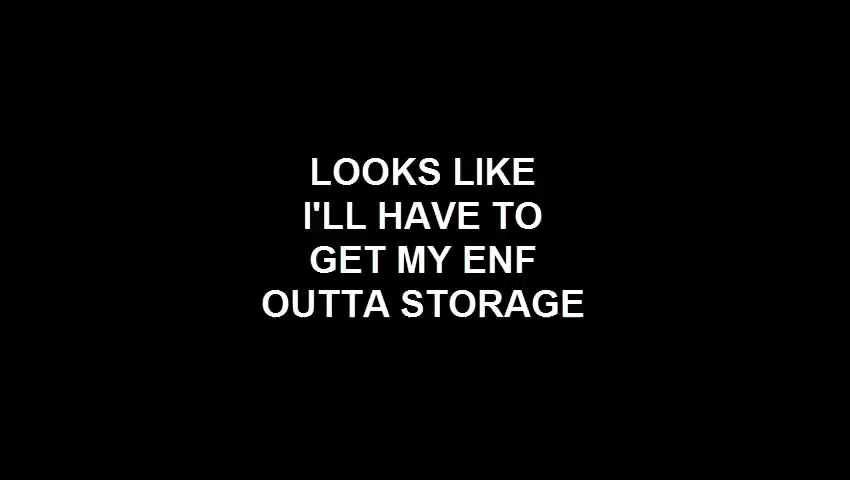 LOOKS LIKE
I'LL HAVE TO
GET MY ENF
OUTTA STORAGE